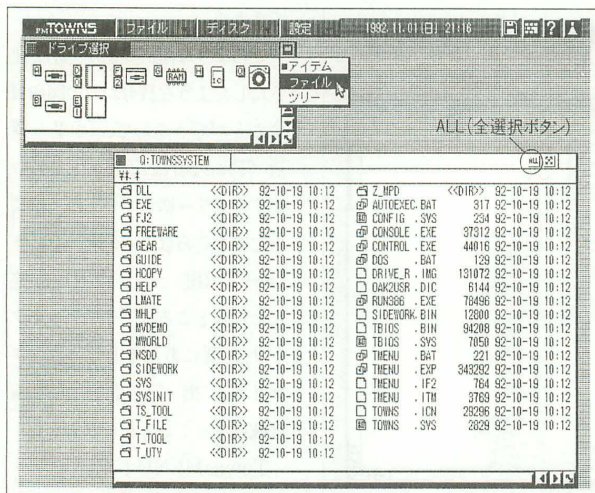 FMTOWNS ファイル ディスク 設定 1992.11.01(日) 21:16
ドライブ選択
A D F 2 G RAM H IC Q
B E
アイテム
ファイル
ツリー
ALL(全選択ボタン)
Q:TOWNSSYSTEM ALL
¥*.*
DLL <<DIR>> 92-10-19 10:12
EXE <<DIR>> 92-10-19 10:12
FJ2 <<DIR>> 92-10-19 10:12
FREEWARE <<DIR>> 92-10-19 10:12
GEAR <<DIR>> 92-10-19 10:12
GUIDE <<DIR>> 92-10-19 10:12
HCOPY <<DIR>> 92-10-19 10:12
HELP <<DIR>> 92-10-19 10:12
LMATE <<DIR>> 92-10-19 10:12
MHLP <<DIR>> 92-10-19 10:12
MVDEMO <<DIR>> 92-10-19 10:12
MWORLD <<DIR>> 92-10-19 10:12
NSDD <<DIR>> 92-10-19 10:12
SIDEWORK <<DIR>> 92-10-19 10:12
SYS <<DIR>> 92-10-19 10:12
SYSINIT <<DIR>> 92-10-19 10:12
TS_TOOL <<DIR>> 92-10-19 10:12
T_FILE <<DIR>> 92-10-19 10:12
T_TOOL <<DIR>> 92-10-19 10:12
T_UTY <<DIR>> 92-10-19 10:12
Z_MPD <<DIR>> 92-10-19 10:12
AUTOEXEC.BAT 317 92-10-19 10:12
CONFIG .SYS 234 92-10-19 10:12
CONSOLE .EXE 37312 92-10-19 10:12
CONTROL .EXE 44016 92-10-19 10:12
DOS .BAT 129 92-10-19 10:12
DRIVE_R .IMG 131072 92-10-19 10:12
OAK2USR .DIC 6144 92-10-19 10:12
RUN386 .EXE 78496 92-10-19 10:12
SIDEWORK.BIN 12800 92-10-19 10:12
TBIOS .BIN 94208 92-10-19 10:12
TBIOS .SYS 7050 92-10-19 10:12
TMENU .BAT 221 92-10-19 10:12
TMENU .EXP 343292 92-10-19 10:12
TMENU .IF2 764 92-10-19 10:12
TMENU .ITM 3769 92-10-19 10:12
TOWNS .ICN 29296 92-10-19 10:12
TOWNS .SYS 2829 92-10-19 10:12